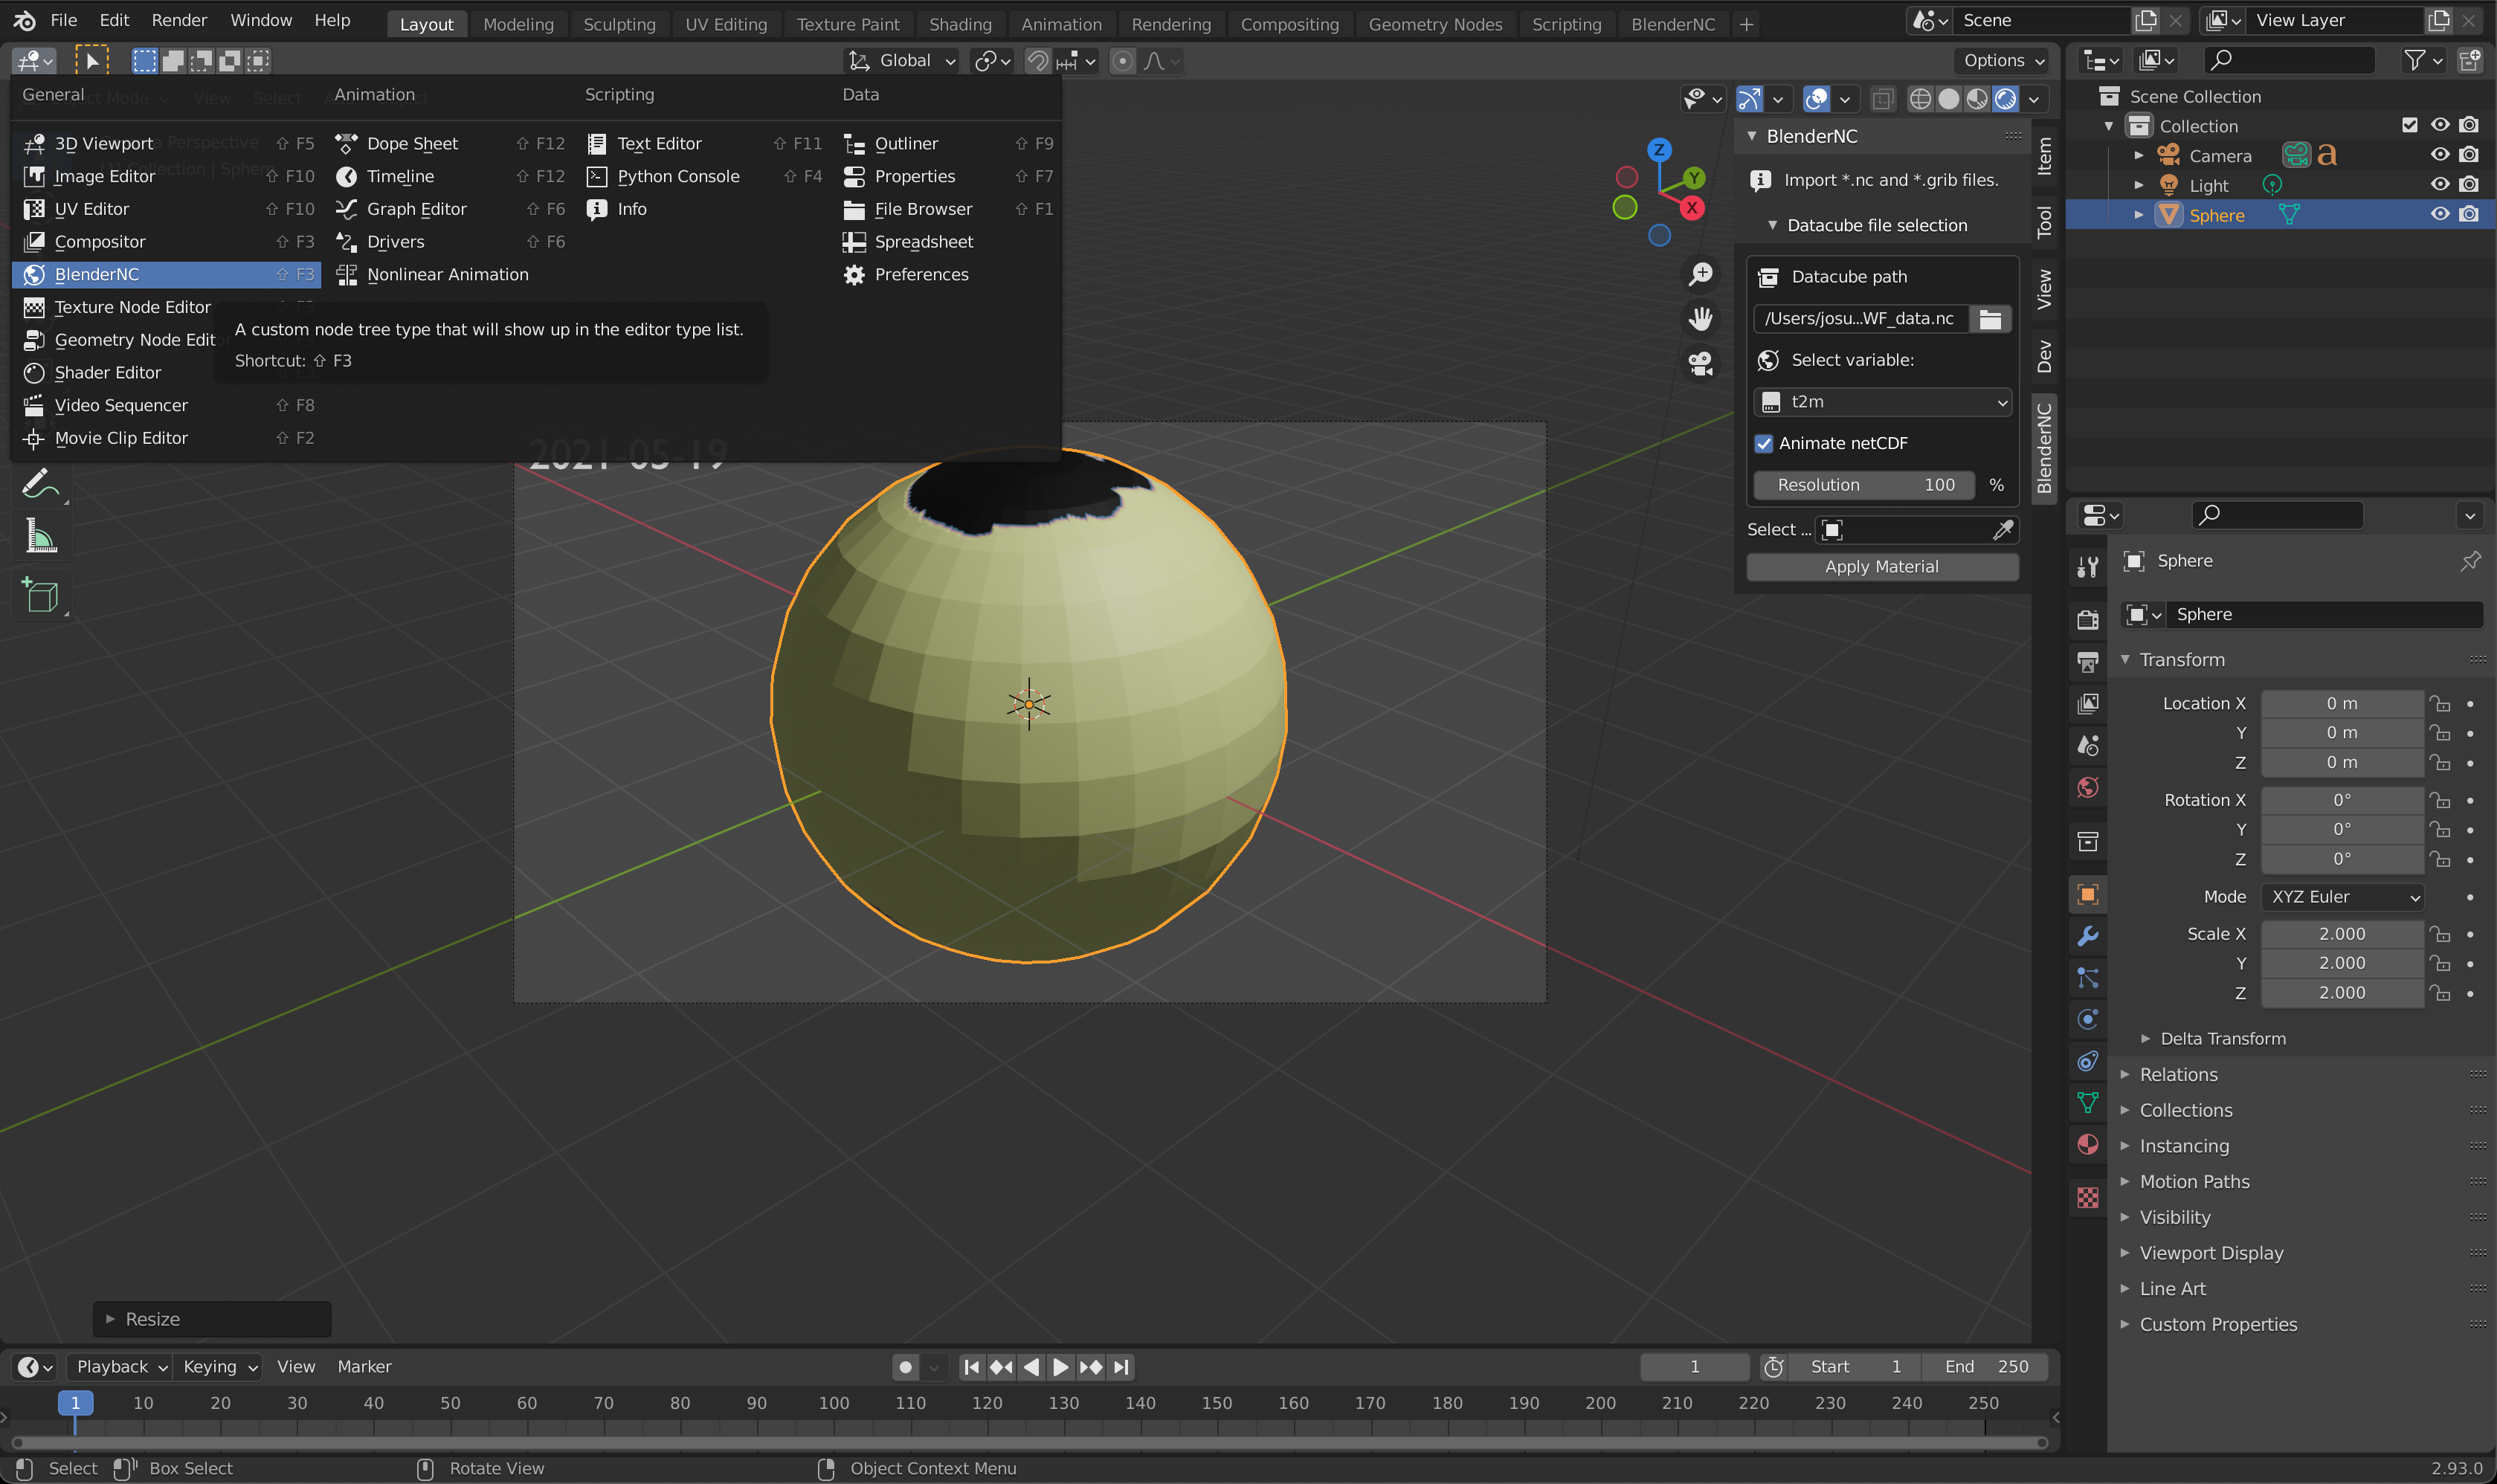 File Edit Render Window Help Layout Modeling Sculpting UV Editing Texture Paint Shading Animation Rendering Compositing Geometry Nodes Scripting BlenderNC Scene View Layer
Global Options
General Animation Scripting Data
3D Viewport ⇧ F5 Dope Sheet ⇧ F12 Text Editor ⇧ F11 Outliner ⇧ F9
Image Editor ⇧ F10 Timeline ⇧ F12 Python Console ⇧ F4 Properties ⇧ F7
UV Editor ⇧ F10 Graph Editor ⇧ F6 Info File Browser ⇧ F1
Compositor ⇧ F3 Drivers ⇧ F6 Spreadsheet
BlenderNC ⇧ F3 Nonlinear Animation Preferences
Texture Node Editor
Geometry Node Edit
Shader Editor
Video Sequencer ⇧ F8
Movie Clip Editor ⇧ F2
A custom node tree type that will show up in the editor type list.
Shortcut: ⇧ F3
2021-05-19
Z
Y
X
BlenderNC
Import *.nc and *.grib files.
Datacube file selection
Datacube path
/Users/josu...WF_data.nc
Select variable:
t2m
Animate netCDF
Resolution 100 %
Select ...
Apply Material
Item
Tool
View
Dev
BlenderNC
Scene Collection
Collection
Camera
Light
Sphere
Sphere
Sphere
Transform
Location X 0 m
Y 0 m
Z 0 m
Rotation X 0°
Y 0°
Z 0°
Mode XYZ Euler
Scale X 2.000
Y 2.000
Z 2.000
Delta Transform
Relations
Collections
Instancing
Motion Paths
Visibility
Viewport Display
Line Art
Custom Properties
Resize
Playback Keying View Marker 1 Start 1 End 250
1 10 20 30 40 50 60 70 80 90 100 110 120 130 140 150 160 170 180 190 200 210 220 230 240 250
Select Box Select Rotate View Object Context Menu 2.93.0